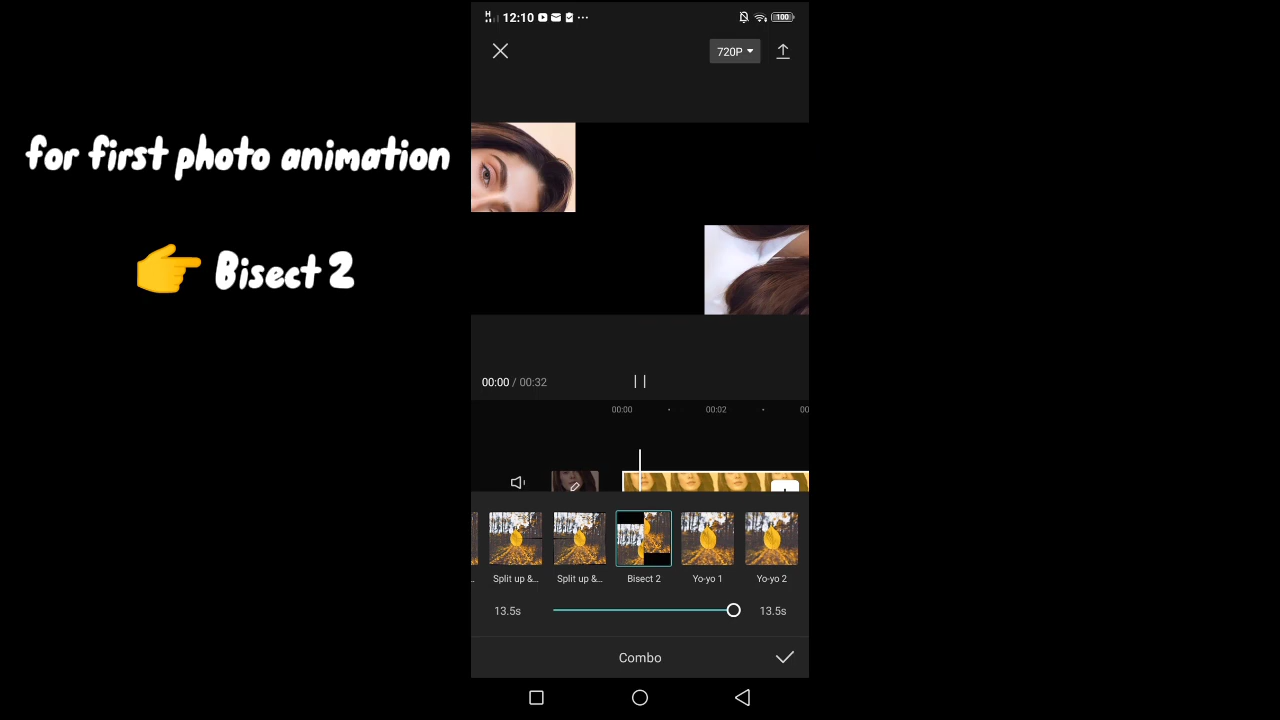 for first photo animation
Bisect 2
H 12:10 ... 100
720P
00:00 / 00:32
00:00 00:02 00
Split up &... Split up &... Bisect 2 Yo-yo 1 Yo-yo 2
13.5s 13.5s
Combo